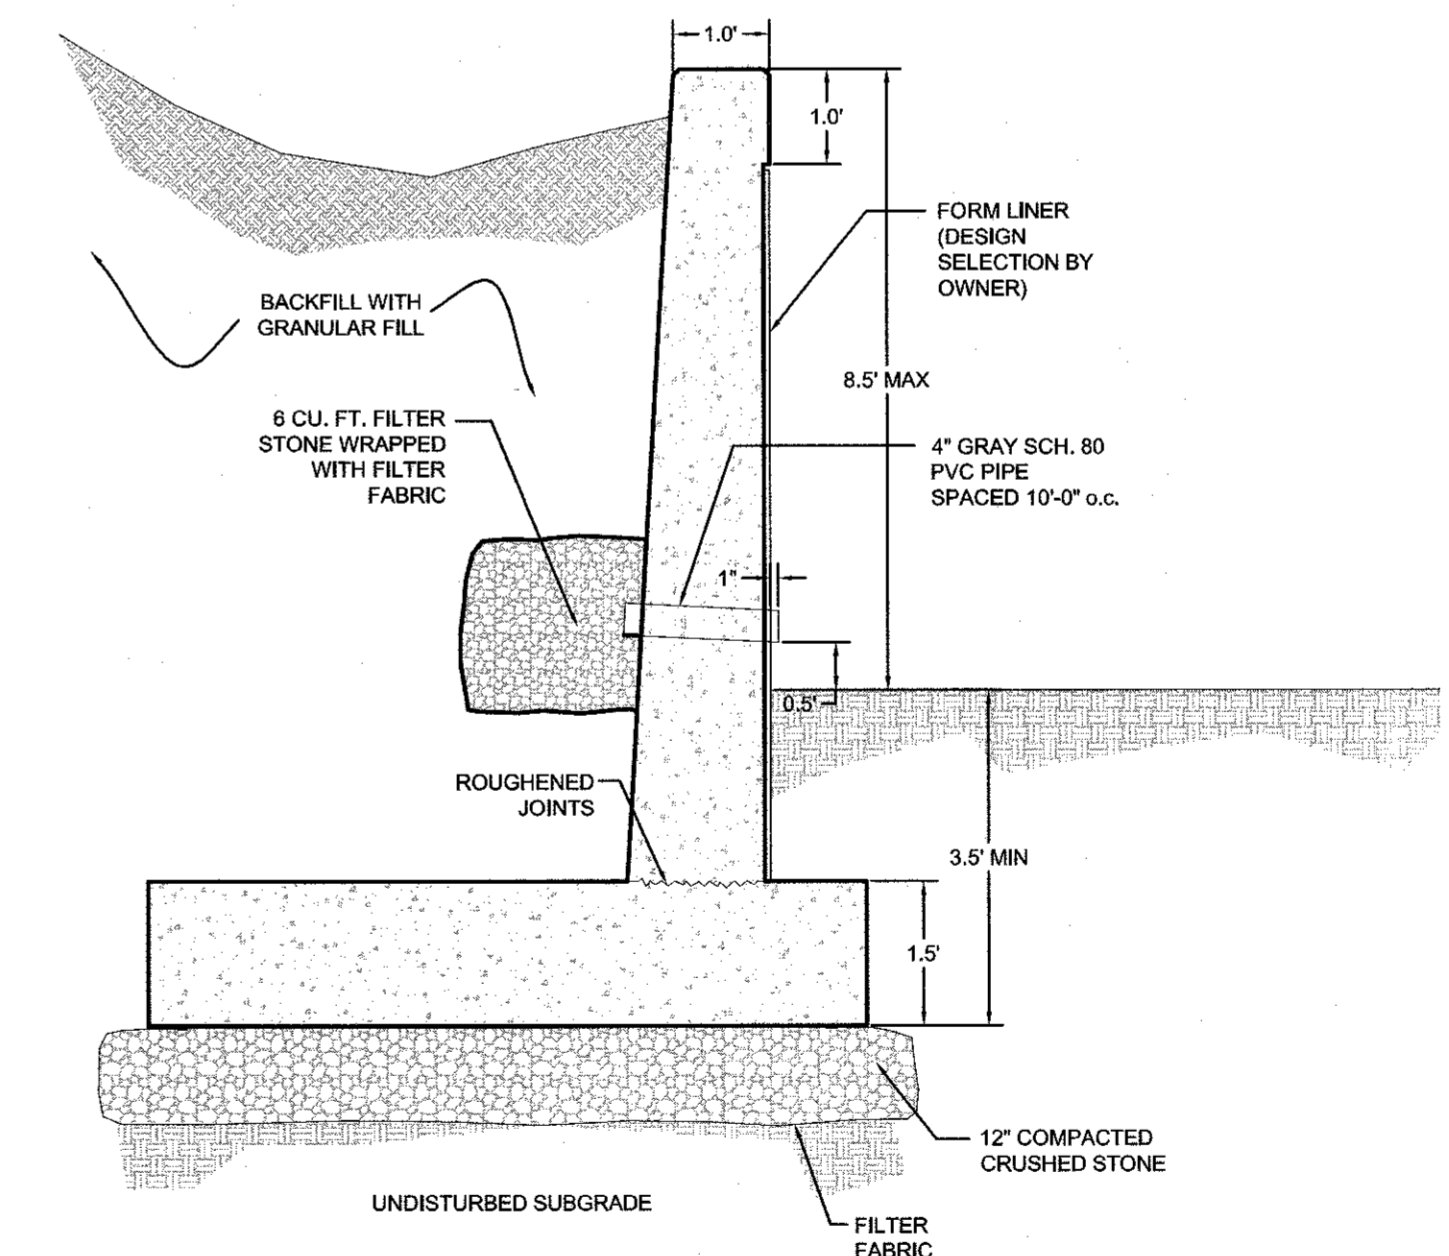 1.0'
1.0'
FORM LINER
(DESIGN
SELECTION BY
OWNER)
BACKFILL WITH
GRANULAR FILL
8.5' MAX
6 CU. FT. FILTER
STONE WRAPPED
WITH FILTER
FABRIC
4" GRAY SCH. 80
PVC PIPE
SPACED 10'-0" o.c.
1"
0.5'
ROUGHENED
JOINTS
3.5' MIN
1.5'
12" COMPACTED
CRUSHED STONE
UNDISTURBED SUBGRADE
FILTER
FABRIC